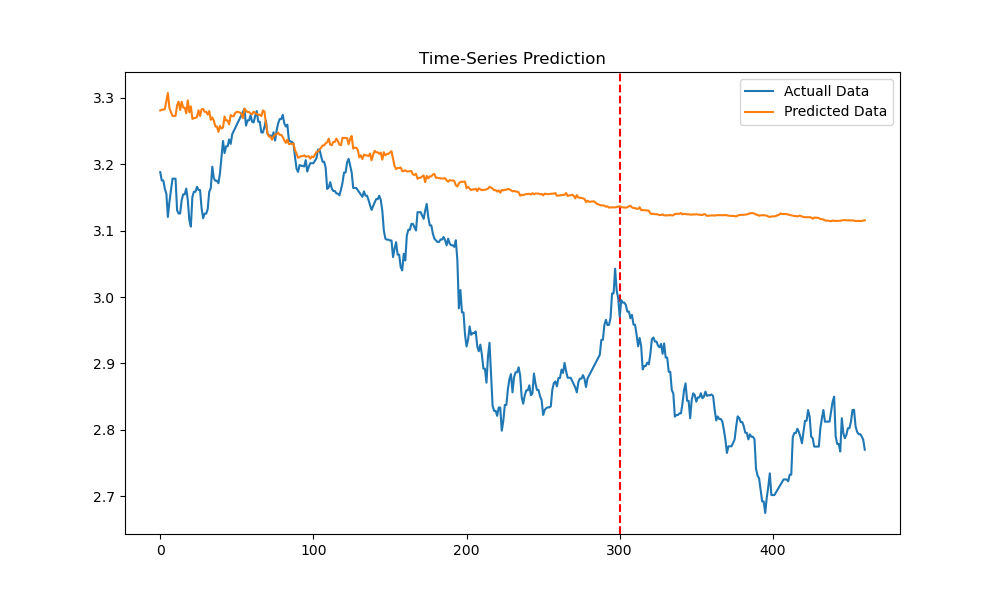 Time-Series Prediction
Actuall Data
Predicted Data
3.3
3.2
3.1
3.0
2.9
2.8
2.7
0 100 200 300 400